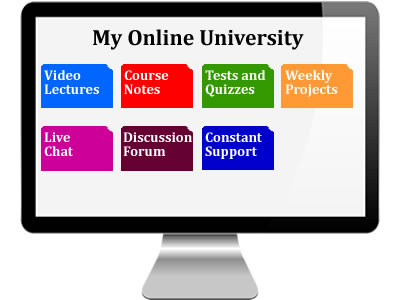 My Online University
Video
Lectures
Course
Notes
Tests and
Quizzes
Weekly
Projects
Live
Chat
Discussion
Forum
Constant
Support